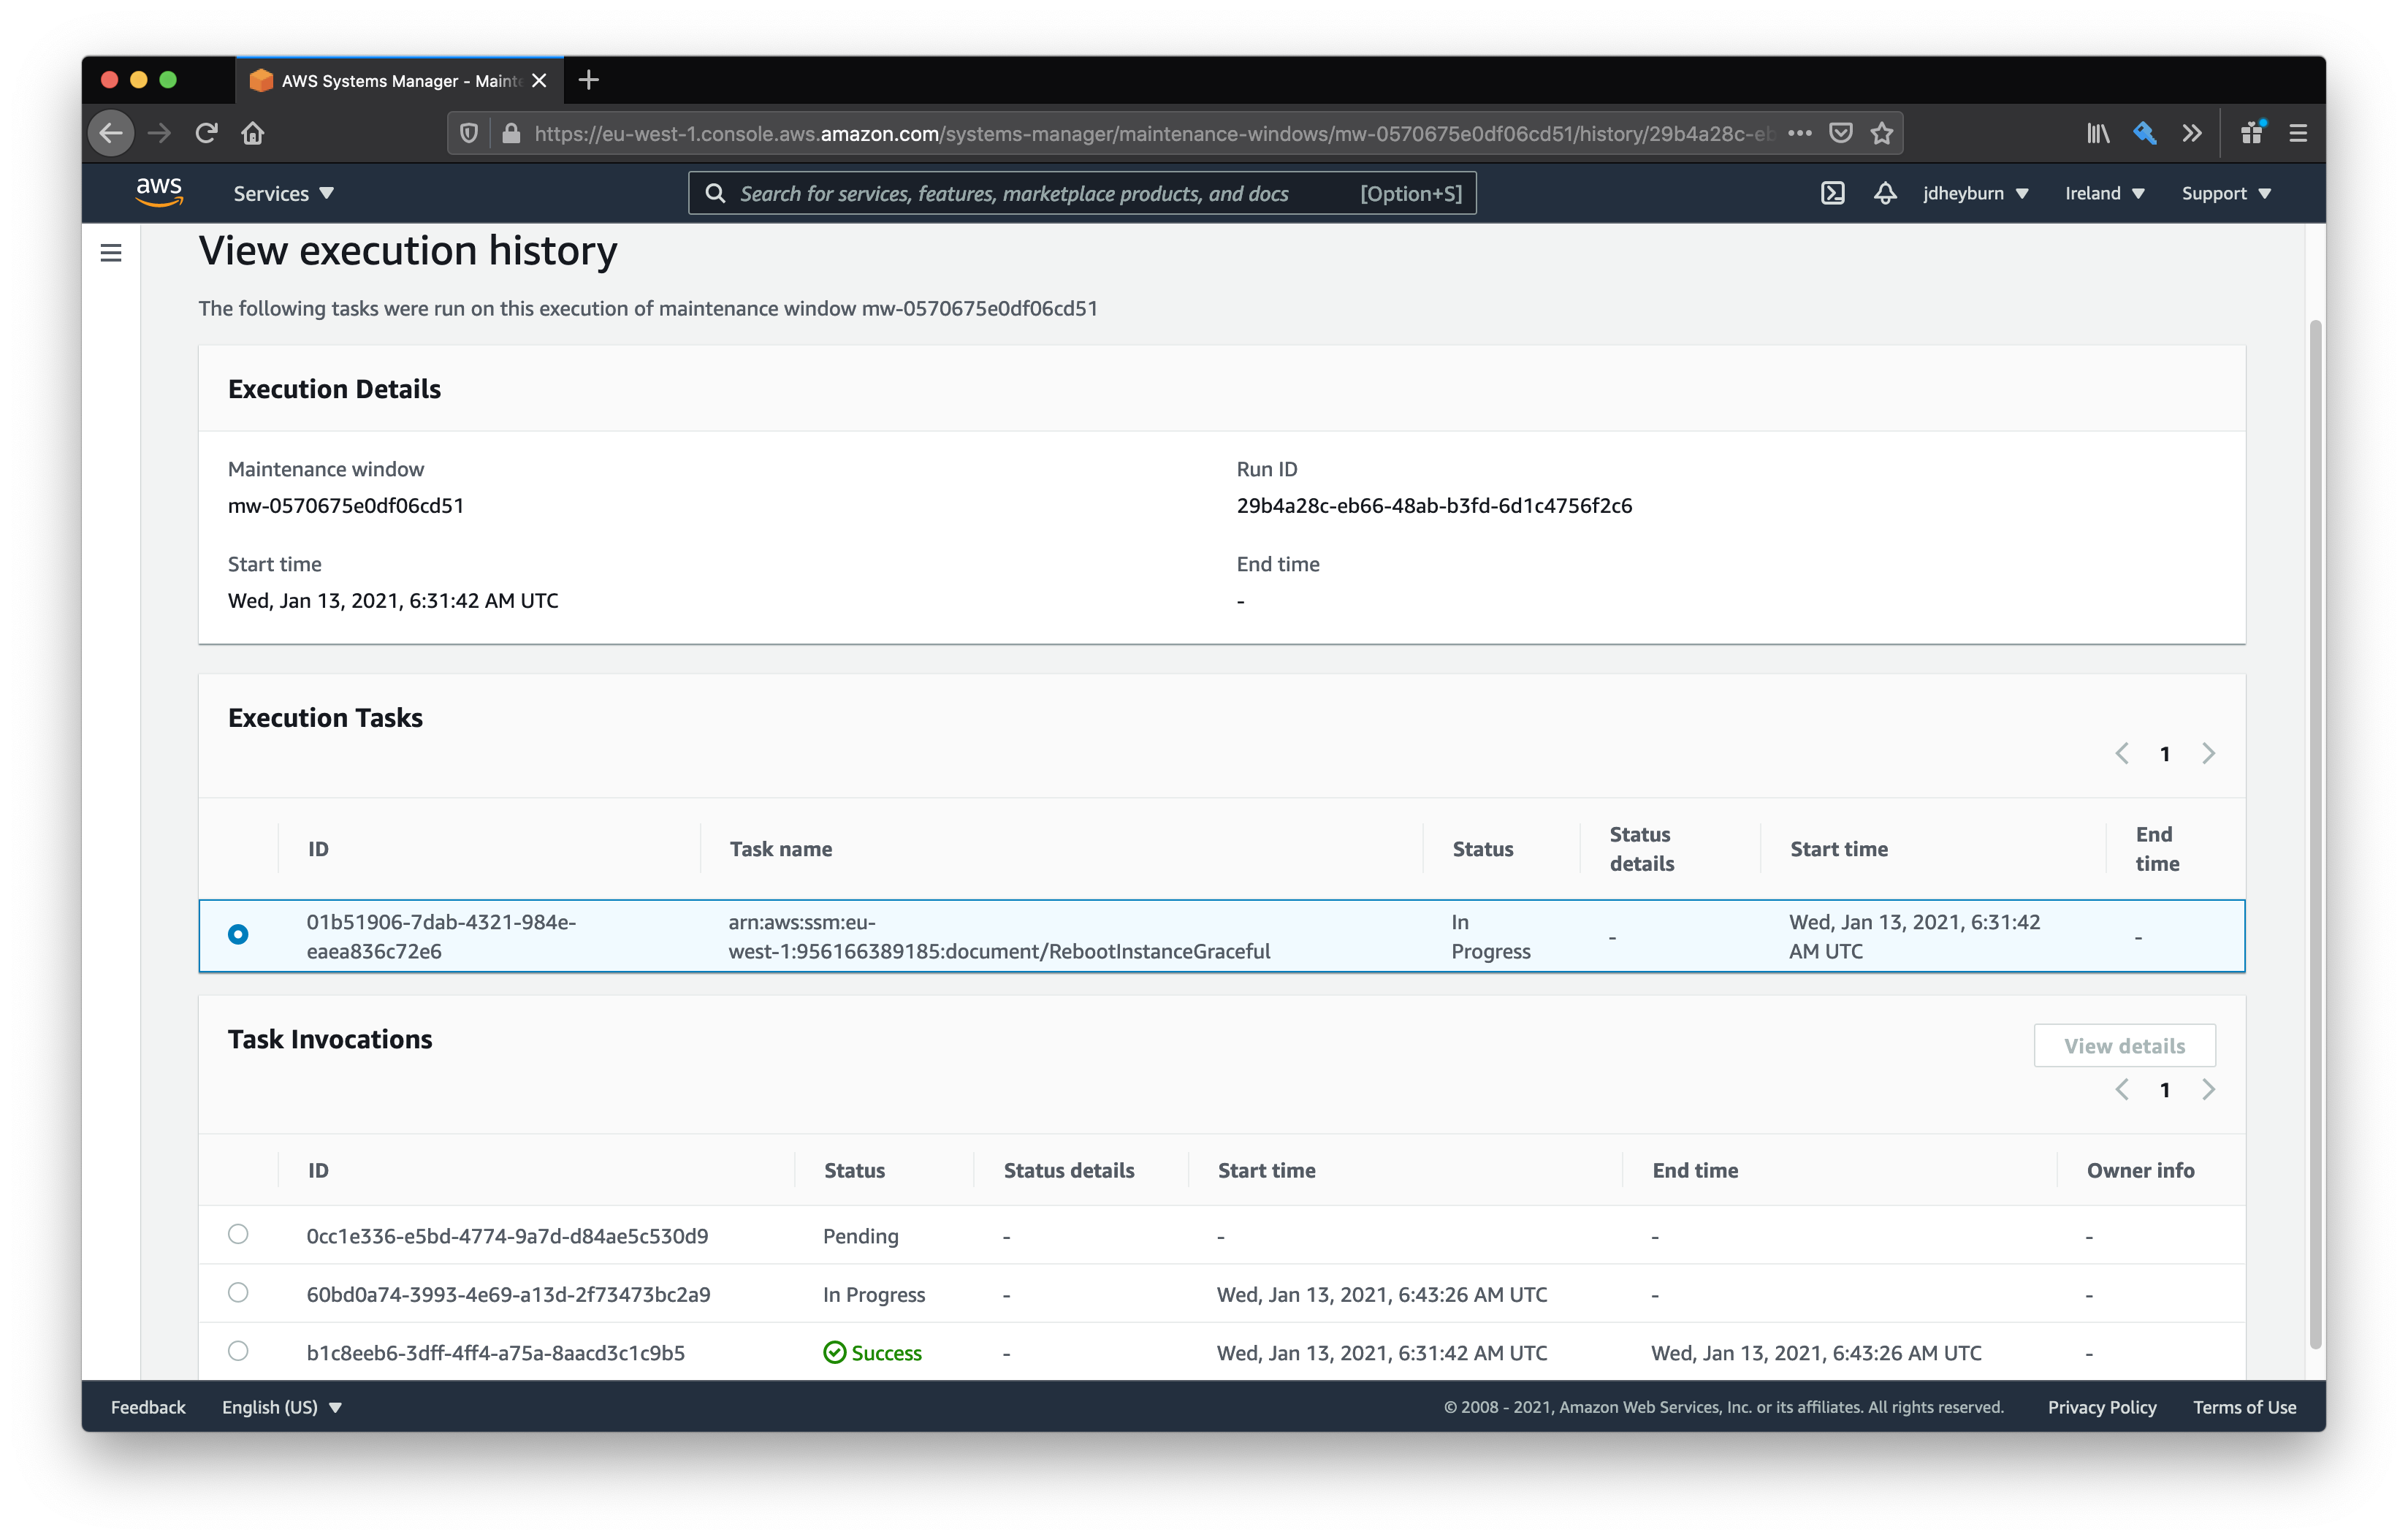 AWS Systems Manager - Mainte
https://eu-west-1.console.aws.amazon.com/systems-manager/maintenance-windows/mw-0570675e0df06cd51/history/29b4a28c-eb
aws
Services
Search for services, features, marketplace products, and docs [Option+S]
jdheyburn
Ireland
Support
View execution history
The following tasks were run on this execution of maintenance window mw-0570675e0df06cd51
Execution Details
Maintenance window
mw-0570675e0df06cd51
Run ID
29b4a28c-eb66-48ab-b3fd-6d1c4756f2c6
Start time
Wed, Jan 13, 2021, 6:31:42 AM UTC
End time
-
Execution Tasks
1
ID Task name Status Status details Start time End time
01b51906-7dab-4321-984e-
eaea836c72e6
arn:aws:ssm:eu-
west-1:956166389185:document/RebootInstanceGraceful
In
Progress
-
Wed, Jan 13, 2021, 6:31:42
AM UTC
-
Task Invocations
View details
1
ID Status Status details Start time End time Owner info
0cc1e336-e5bd-4774-9a7d-d84ae5c530d9 Pending - - - -
60bd0a74-3993-4e69-a13d-2f73473bc2a9 In Progress - Wed, Jan 13, 2021, 6:43:26 AM UTC - -
b1c8eeb6-3dff-4ff4-a75a-8aacd3c1c9b5 Success - Wed, Jan 13, 2021, 6:31:42 AM UTC Wed, Jan 13, 2021, 6:43:26 AM UTC -
Feedback
English (US)
© 2008 - 2021, Amazon Web Services, Inc. or its affiliates. All rights reserved.
Privacy Policy
Terms of Use